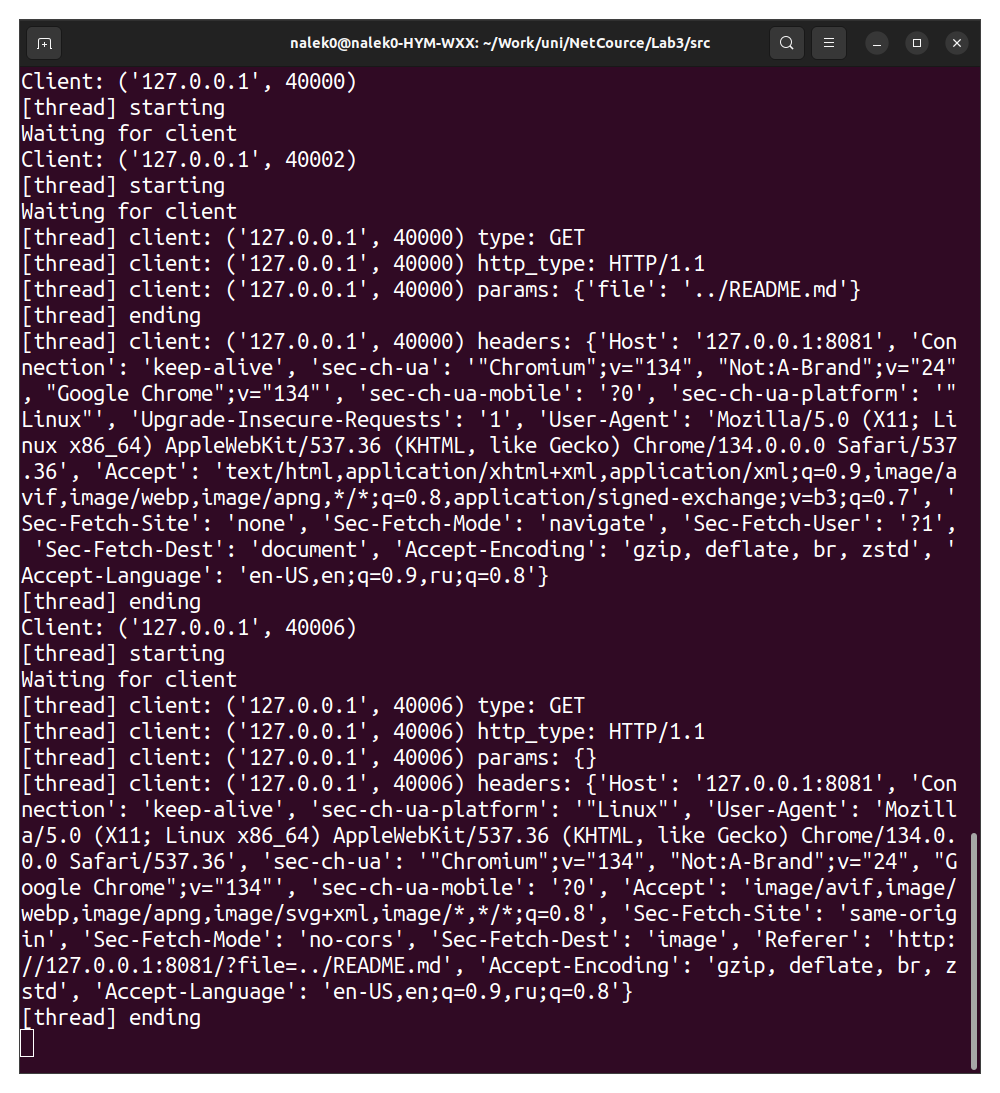 nalek0@nalek0-HYM-WXX: ~/Work/uni/NetCource/Lab3/src
Client: ('127.0.0.1', 40000)
[thread] starting
Waiting for client
Client: ('127.0.0.1', 40002)
[thread] starting
Waiting for client
[thread] client: ('127.0.0.1', 40000) type: GET
[thread] client: ('127.0.0.1', 40000) http_type: HTTP/1.1
[thread] client: ('127.0.0.1', 40000) params: {'file': '../README.md'}
[thread] ending
[thread] client: ('127.0.0.1', 40000) headers: {'Host': '127.0.0.1:8081', 'Con
nection': 'keep-alive', 'sec-ch-ua': '"Chromium";v="134", "Not:A-Brand";v="24"
, "Google Chrome";v="134"', 'sec-ch-ua-mobile': '?0', 'sec-ch-ua-platform': '"
Linux"', 'Upgrade-Insecure-Requests': '1', 'User-Agent': 'Mozilla/5.0 (X11; Li
nux x86_64) AppleWebKit/537.36 (KHTML, like Gecko) Chrome/134.0.0.0 Safari/537
.36', 'Accept': 'text/html,application/xhtml+xml,application/xml;q=0.9,image/a
vif,image/webp,image/apng,*/*;q=0.8,application/signed-exchange;v=b3;q=0.7', '
Sec-Fetch-Site': 'none', 'Sec-Fetch-Mode': 'navigate', 'Sec-Fetch-User': '?1',
 'Sec-Fetch-Dest': 'document', 'Accept-Encoding': 'gzip, deflate, br, zstd', '
Accept-Language': 'en-US,en;q=0.9,ru;q=0.8'}
[thread] ending
Client: ('127.0.0.1', 40006)
[thread] starting
Waiting for client
[thread] client: ('127.0.0.1', 40006) type: GET
[thread] client: ('127.0.0.1', 40006) http_type: HTTP/1.1
[thread] client: ('127.0.0.1', 40006) params: {}
[thread] client: ('127.0.0.1', 40006) headers: {'Host': '127.0.0.1:8081', 'Con
nection': 'keep-alive', 'sec-ch-ua-platform': '"Linux"', 'User-Agent': 'Mozill
a/5.0 (X11; Linux x86_64) AppleWebKit/537.36 (KHTML, like Gecko) Chrome/134.0.
0.0 Safari/537.36', 'sec-ch-ua': '"Chromium";v="134", "Not:A-Brand";v="24", "G
oogle Chrome";v="134"', 'sec-ch-ua-mobile': '?0', 'Accept': 'image/avif,image/
webp,image/apng,image/svg+xml,image/*,*/*;q=0.8', 'Sec-Fetch-Site': 'same-orig
in', 'Sec-Fetch-Mode': 'no-cors', 'Sec-Fetch-Dest': 'image', 'Referer': 'http:
//127.0.0.1:8081/?file=../README.md', 'Accept-Encoding': 'gzip, deflate, br, z
std', 'Accept-Language': 'en-US,en;q=0.9,ru;q=0.8'}
[thread] ending